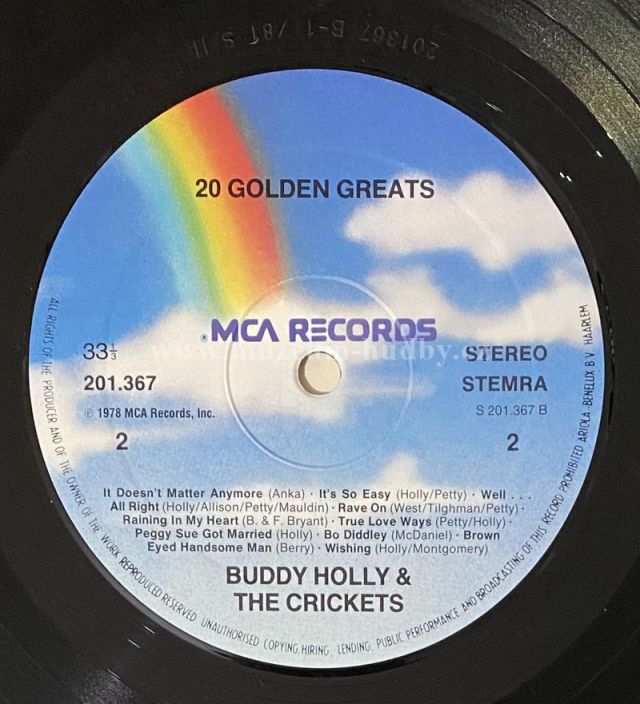 201367 B-1/8T S II
20 GOLDEN GREATS
® MCA RECORDS
33⅓
STEREO
201.367
STEMRA
℗ 1978 MCA Records, Inc.
S 201.367 B
2
2
It Doesn't Matter Anymore (Anka) · It's So Easy (Holly/Petty) · Well . . .
All Right (Holly/Allison/Petty/Mauldin) · Rave On (West/Tilghman/Petty) ·
Raining In My Heart (B. & F. Bryant) · True Love Ways (Petty/Holly) ·
Peggy Sue Got Married (Holly) · Bo Diddley (McDaniel) · Brown
Eyed Handsome Man (Berry) · Wishing (Holly/Montgomery)
BUDDY HOLLY &
THE CRICKETS
ALL RIGHTS OF THE PRODUCER AND OF THE OWNER OF THE WORK REPRODUCED RESERVED UNAUTHORISED COPYING, HIRING, LENDING, PUBLIC PERFORMANCE AND BROADCASTING OF THIS RECORD PROHIBITED ARIOLA-BENELUX B.V. HAARLEM